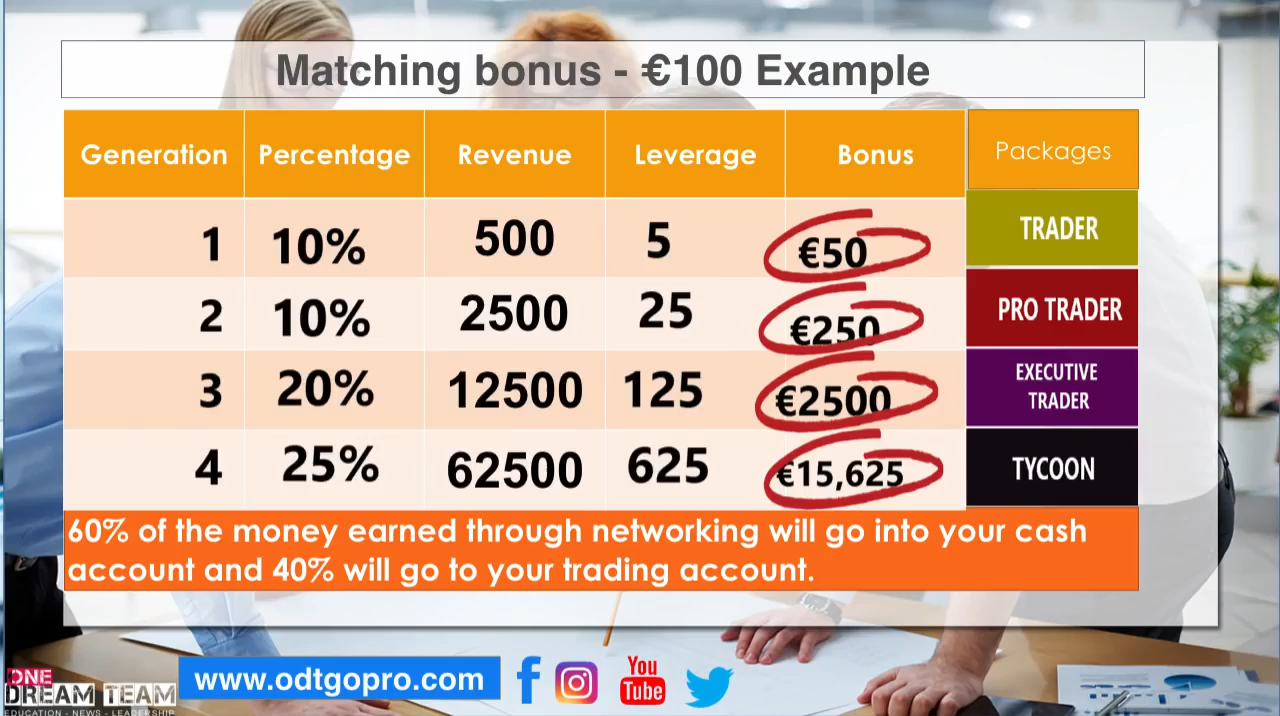 Matching bonus - €100 Example
Generation Percentage Revenue Leverage Bonus Packages
1 10% 500 5 €50 TRADER
2 10% 2500 25 €250 PRO TRADER
3 20% 12500 125 €2500 EXECUTIVE TRADER
4 25% 62500 625 €15,625 TYCOON
60% of the money earned through networking will go into your cash
account and 40% will go to your trading account.
ONE
DREAM TEAM
EDUCATION - NEWS - LEADERSHIP
www.odtgopro.com
You
Tube